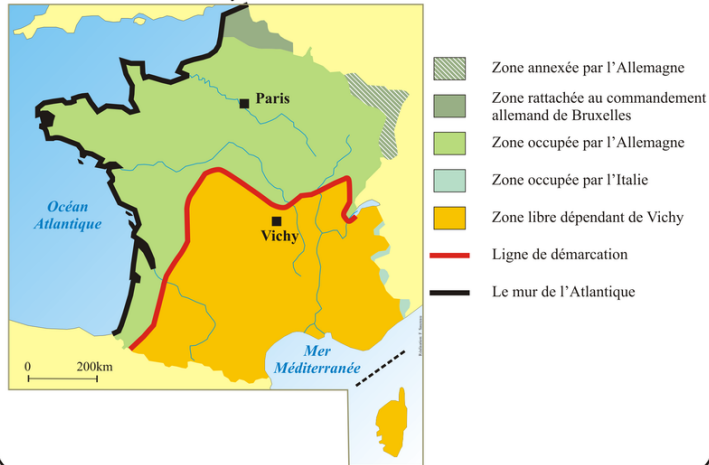 Paris
Océan
Atlantique
Vichy
Mer
Méditerranée
0 200km
Zone annexée par l'Allemagne
Zone rattachée au commandement
allemand de Bruxelles
Zone occupée par l'Allemagne
Zone occupée par l'Italie
Zone libre dépendant de Vichy
Ligne de démarcation
Le mur de l'Atlantique